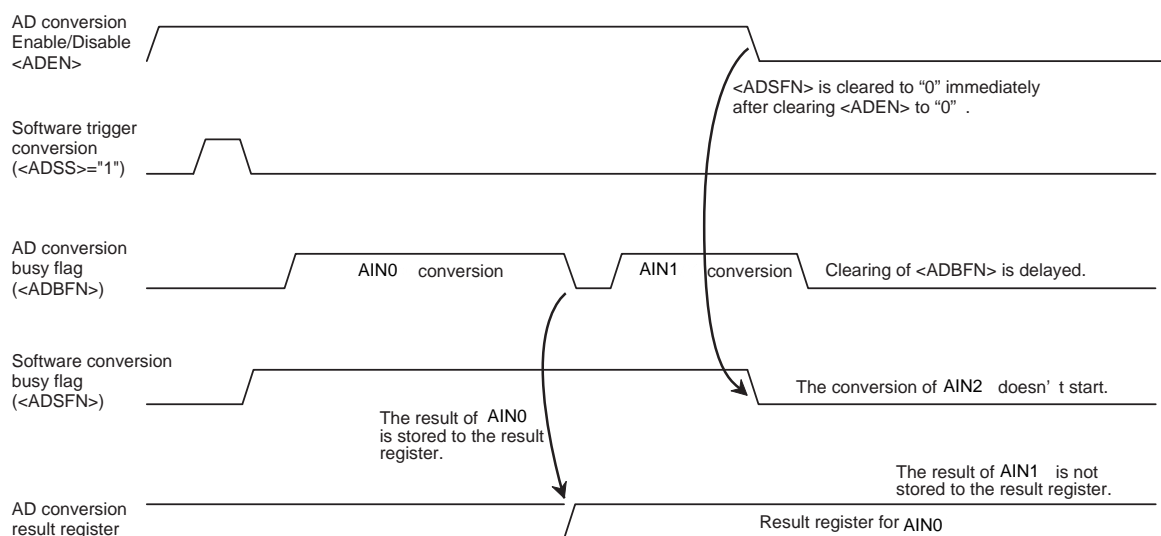 AD conversion
Enable/Disable
<ADEN>
<ADSFN> is cleared to “0” immediately
after clearing <ADEN> to “0” .
Software trigger
conversion
(<ADSS>="1")
AD conversion
busy flag
(<ADBFN>)
AIN0 conversion
AIN1 conversion
Clearing of <ADBFN> is delayed.
Software conversion
busy flag
(<ADSFN>)
The conversion of AIN2 doesn’ t start.
The result of AIN0
is stored to the result
register.
The result of AIN1 is not
stored to the result register.
AD conversion
result register
Result register for AIN0